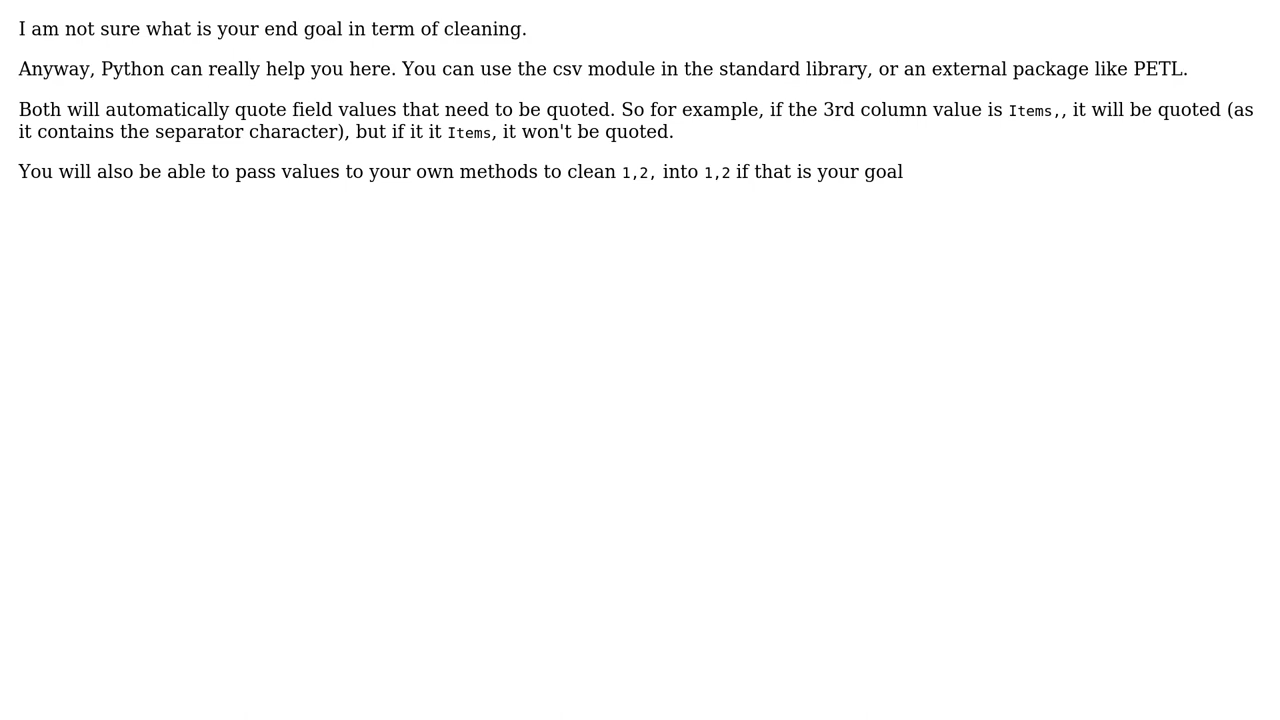 I am not sure what is your end goal in term of cleaning.
Anyway, Python can really help you here. You can use the csv module in the standard library, or an external package like PETL.
Both will automatically quote field values that need to be quoted. So for example, if the 3rd column value is Items,, it will be quoted (as
it contains the separator character), but if it it Items, it won't be quoted.
You will also be able to pass values to your own methods to clean 1,2, into 1,2 if that is your goal